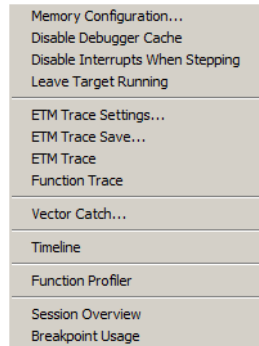 Memory Configuration...
Disable Debugger Cache
Disable Interrupts When Stepping
Leave Target Running
ETM Trace Settings...
ETM Trace Save...
ETM Trace
Function Trace
Vector Catch...
Timeline
Function Profiler
Session Overview
Breakpoint Usage